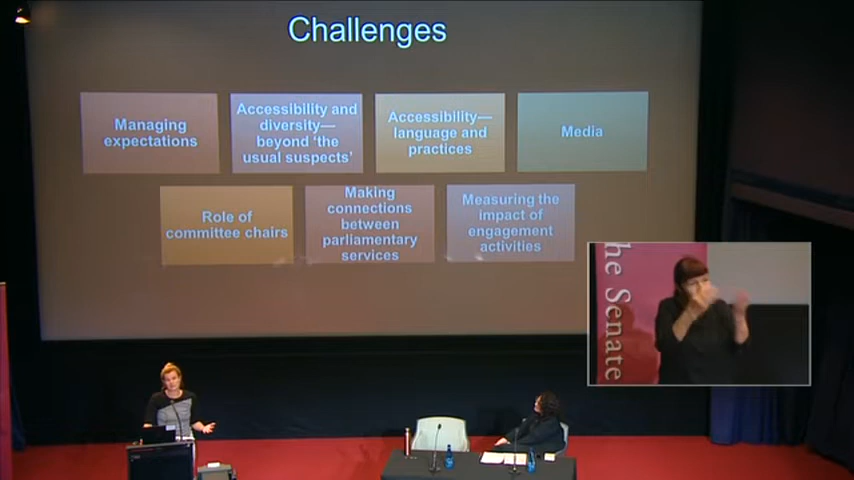 Challenges
Managing
expectations
Accessibility and
diversity—
beyond ‘the
usual suspects’
Accessibility—
language and
practices
Media
Role of
committee chairs
Making
connections
between
parliamentary
services
Measuring the
impact of
engagement
activities
he Senate